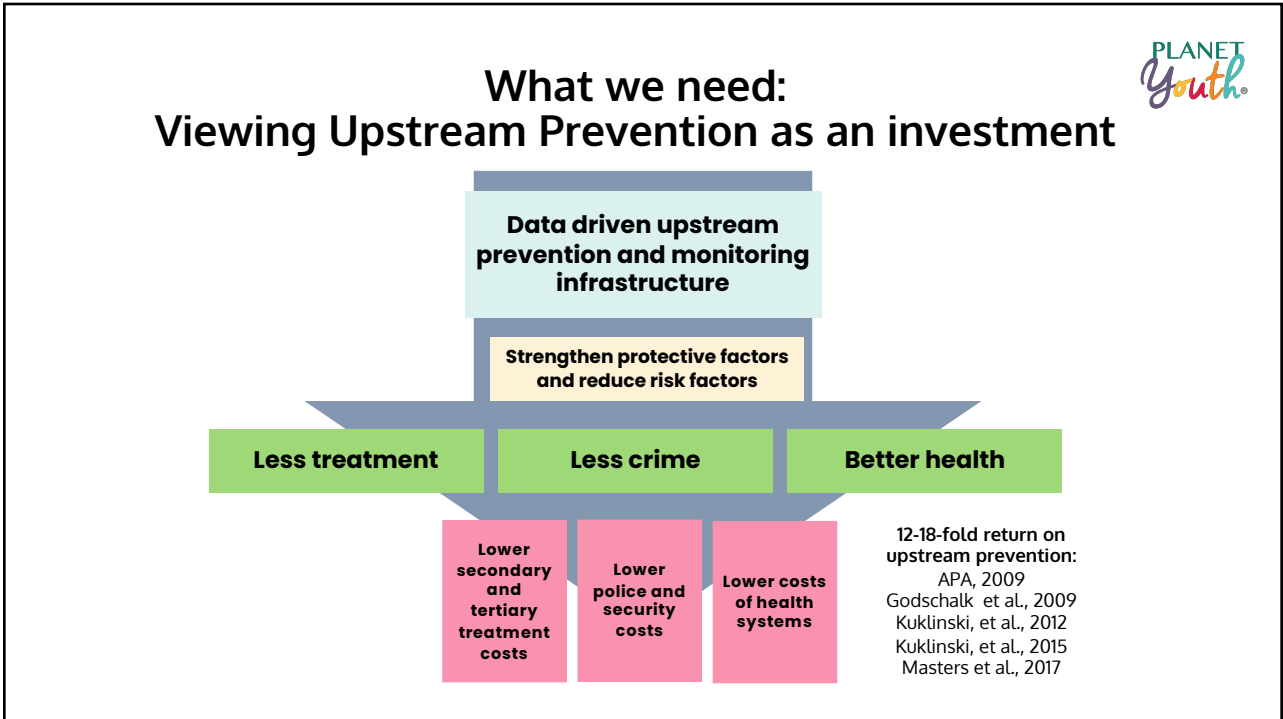 PLANET
Youth®
What we need:
Viewing Upstream Prevention as an investment
Data driven upstream
prevention and monitoring
infrastructure
Strengthen protective factors
and reduce risk factors
Less treatment
Less crime
Better health
Lower
secondary
and
tertiary
treatment
costs
Lower
police and
security
costs
Lower costs
of health
systems
12-18-fold return on
upstream prevention:
APA, 2009
Godschalk et al., 2009
Kuklinski, et al., 2012
Kuklinski, et al., 2015
Masters et al., 2017